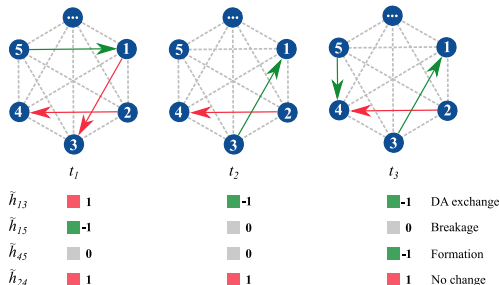 ... ... ...
5 1 5 1 5 1
4 2 4 2 4 2
3 3 3
t1 t2 t3
h̃13 1 -1 -1 DA exchange
h̃15 -1 0 0 Breakage
h̃45 0 0 -1 Formation
h̃24 1 1 1 No change